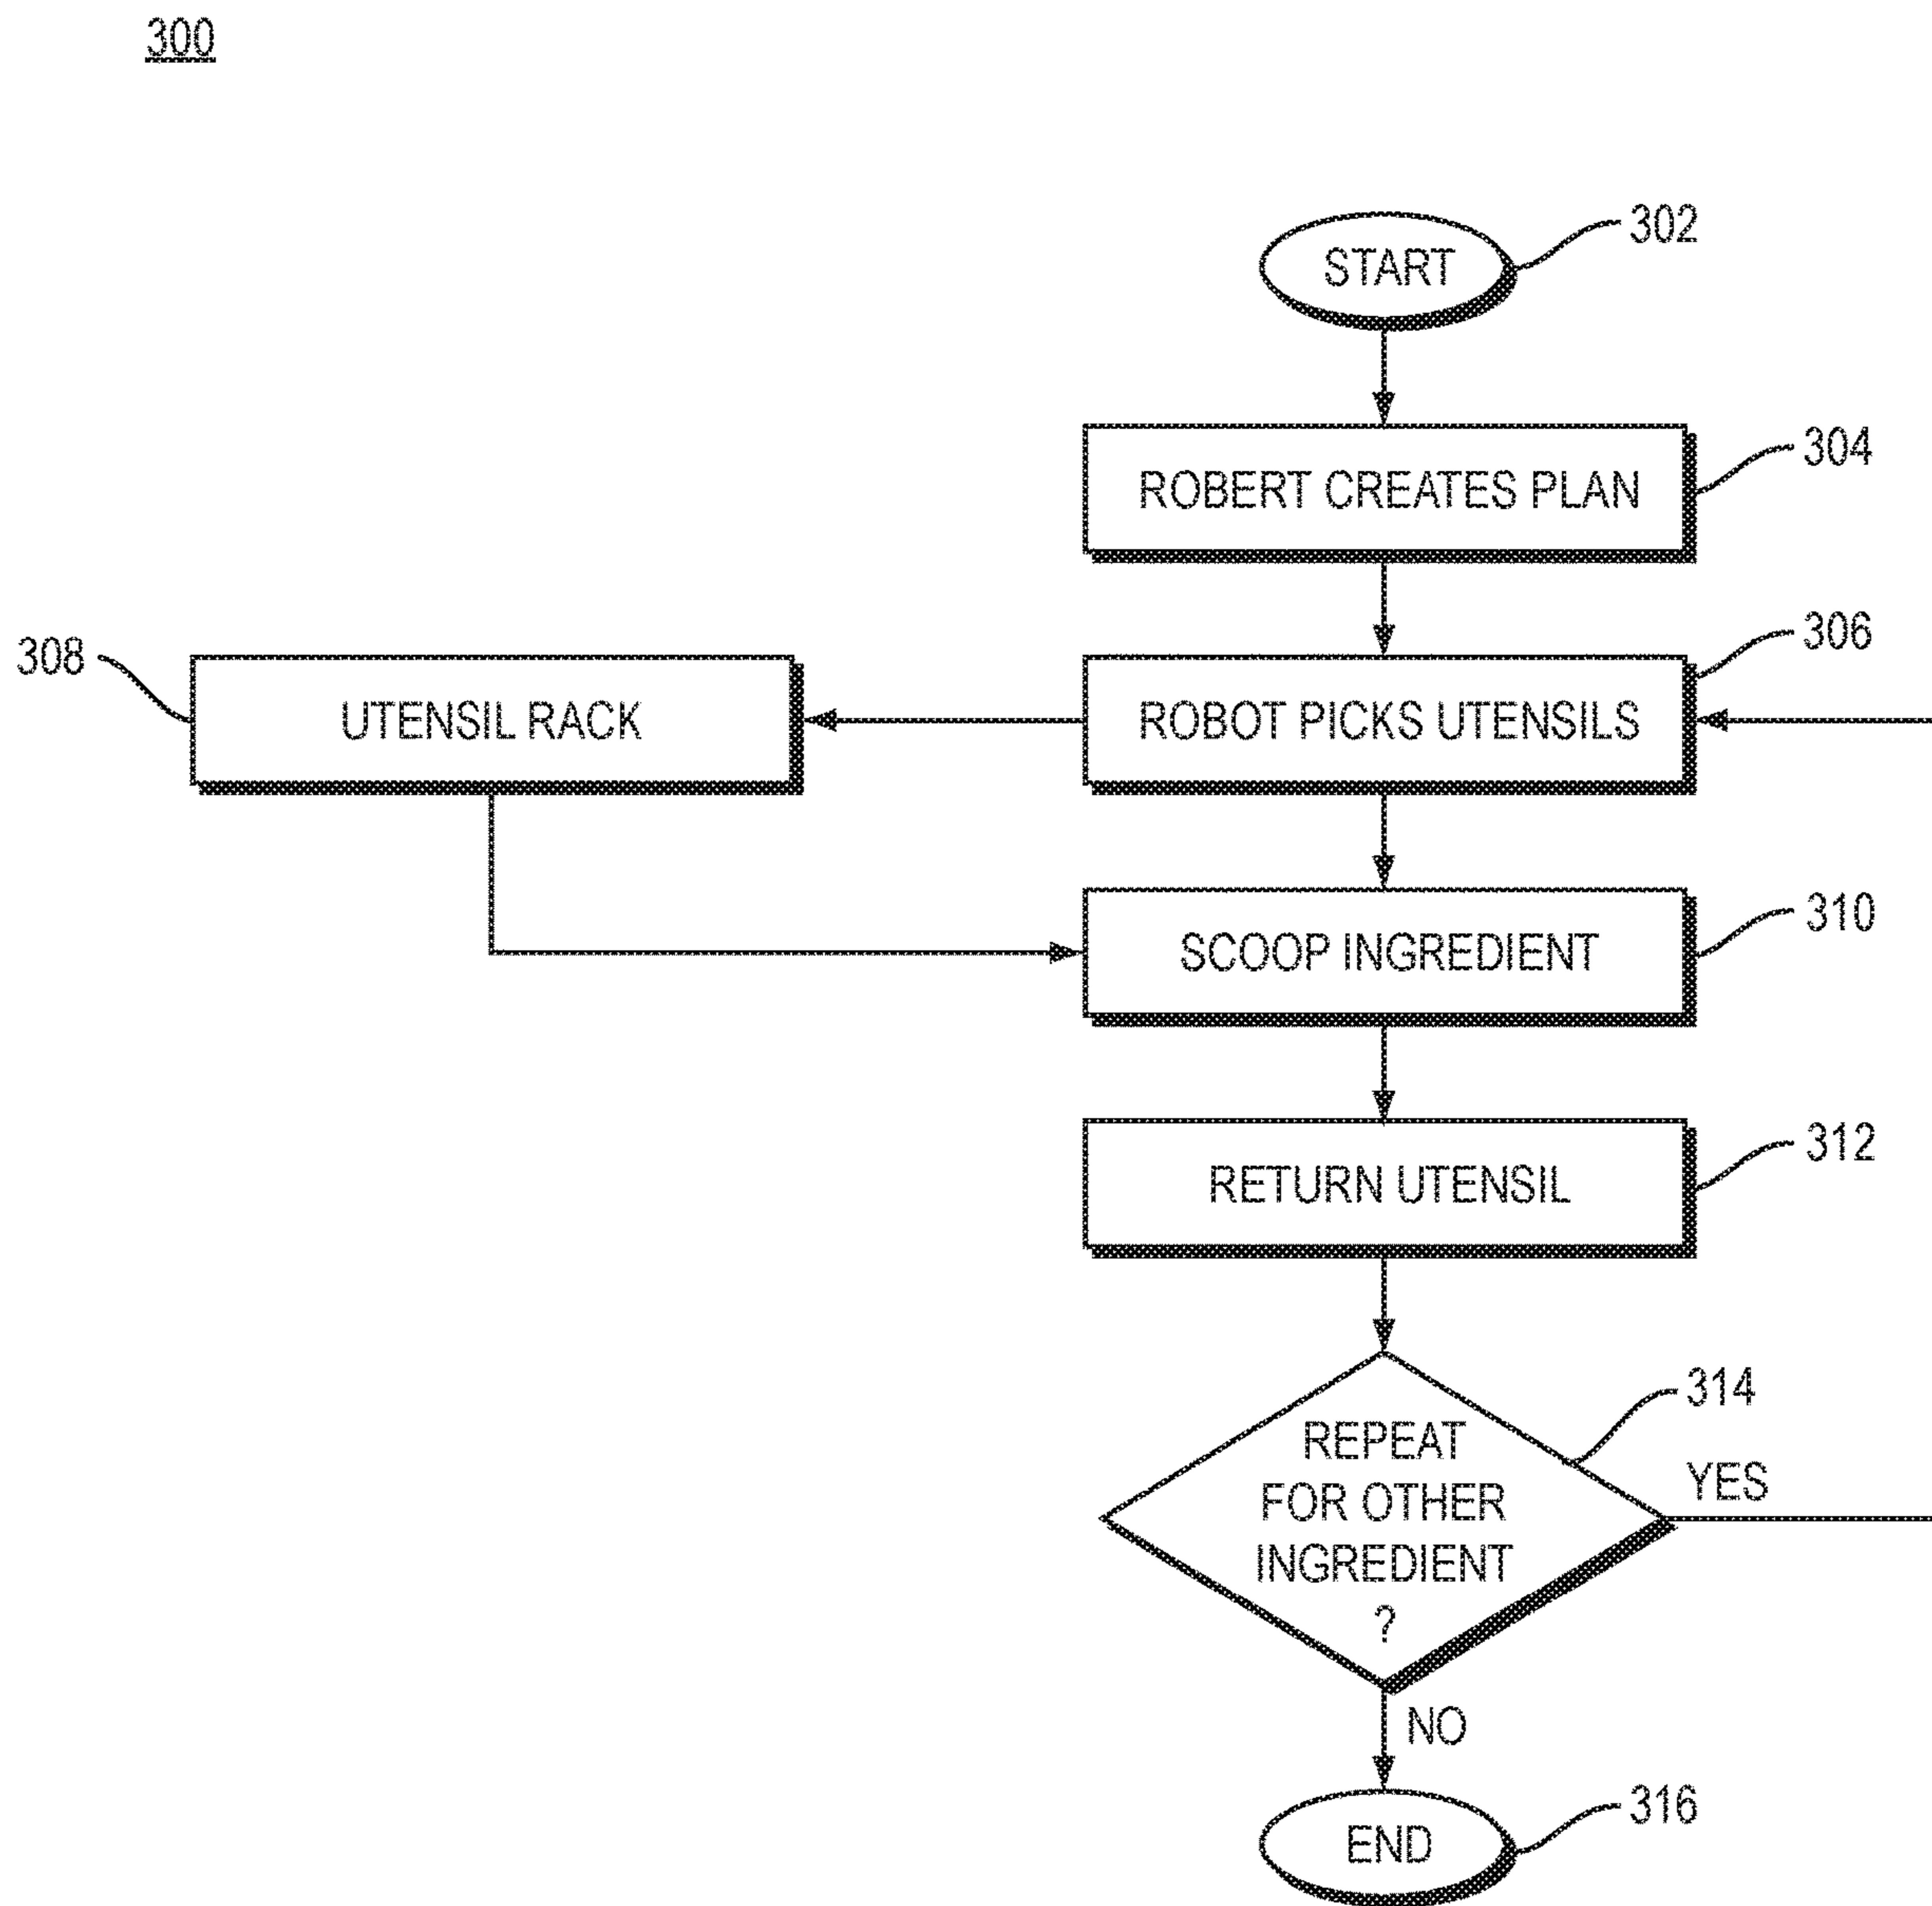 300
START
302
ROBERT CREATES PLAN
304
308
UTENSIL RACK
ROBOT PICKS UTENSILS
306
SCOOP INGREDIENT
310
RETURN UTENSIL
312
REPEAT
FOR OTHER
INGREDIENT
?
314
YES
NO
END
316